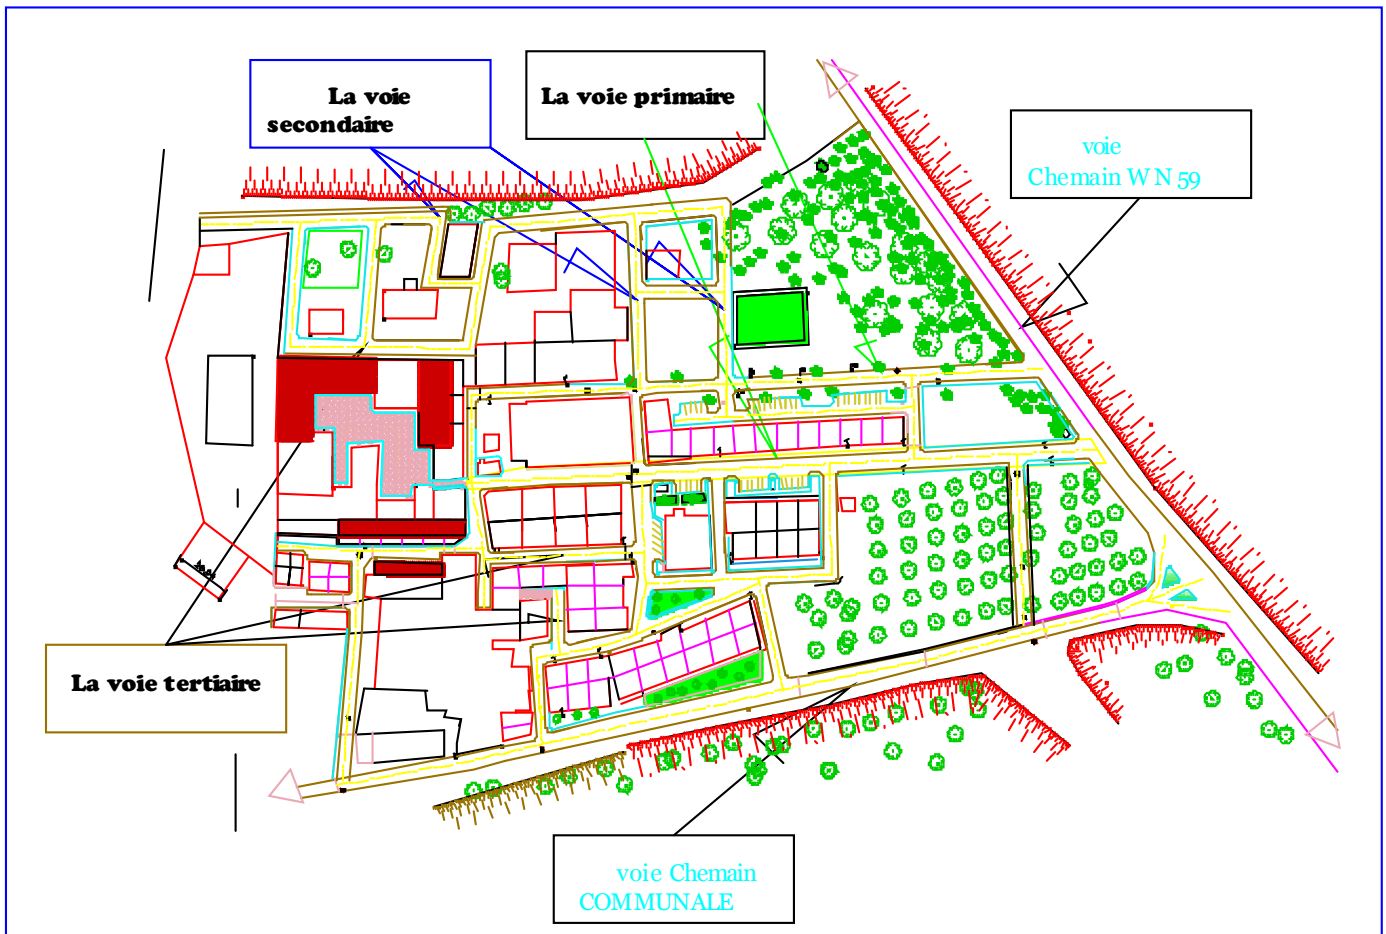 La voie
secondaire
La voie primaire
voie
Chemain W N 59
La voie tertiaire
voie Chemain
COMMUNALE